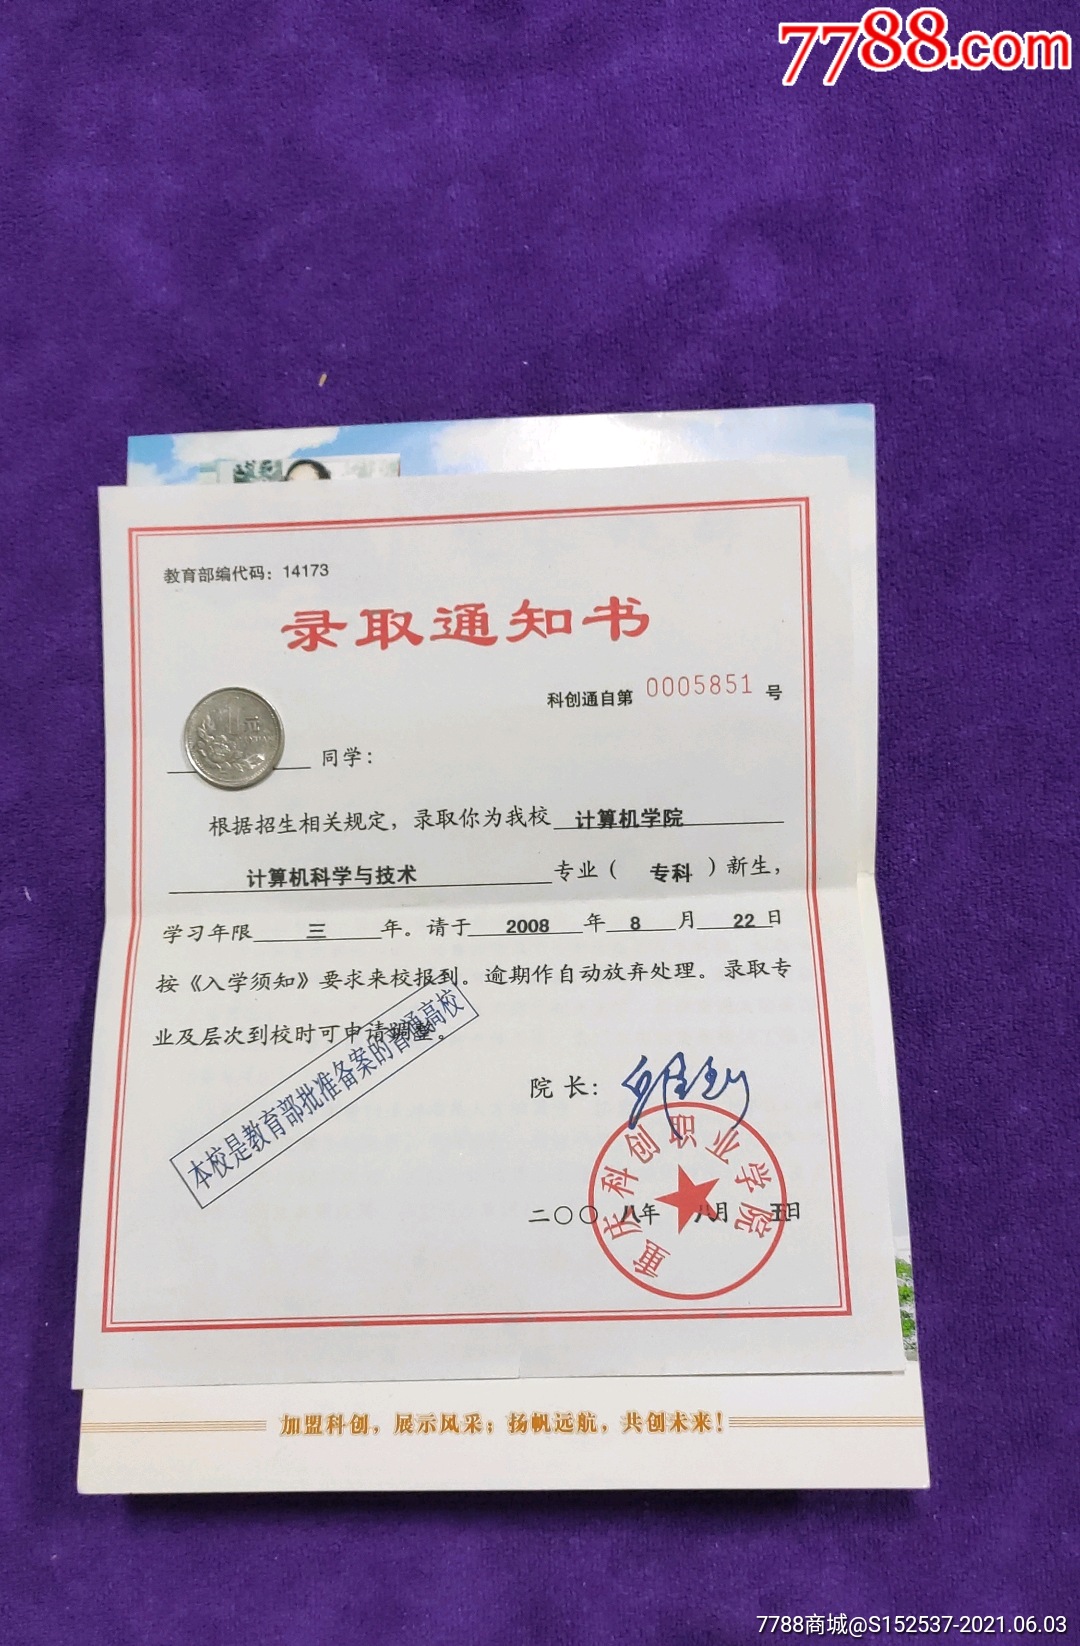 7788.com
教育部编代码：14173
录取通知书
科创通自第 0005851 号
同学：
根据招生相关规定，录取你为我校 计算机学院
计算机科学与技术 专业（ 专科 ）新生，
学习年限 三 年。请于 2008 年 8 月 22 日
按《入学须知》要求来校报到。逾期作自动放弃处理。录取专
业及层次到校时可申请调整。
本校是教育部批准备案的普通高校
院长：
重庆科创职业学院
二〇〇八年 八月 五日
加盟科创，展示风采；扬帆远航，共创未来！
7788商城@S152537-2021.06.03